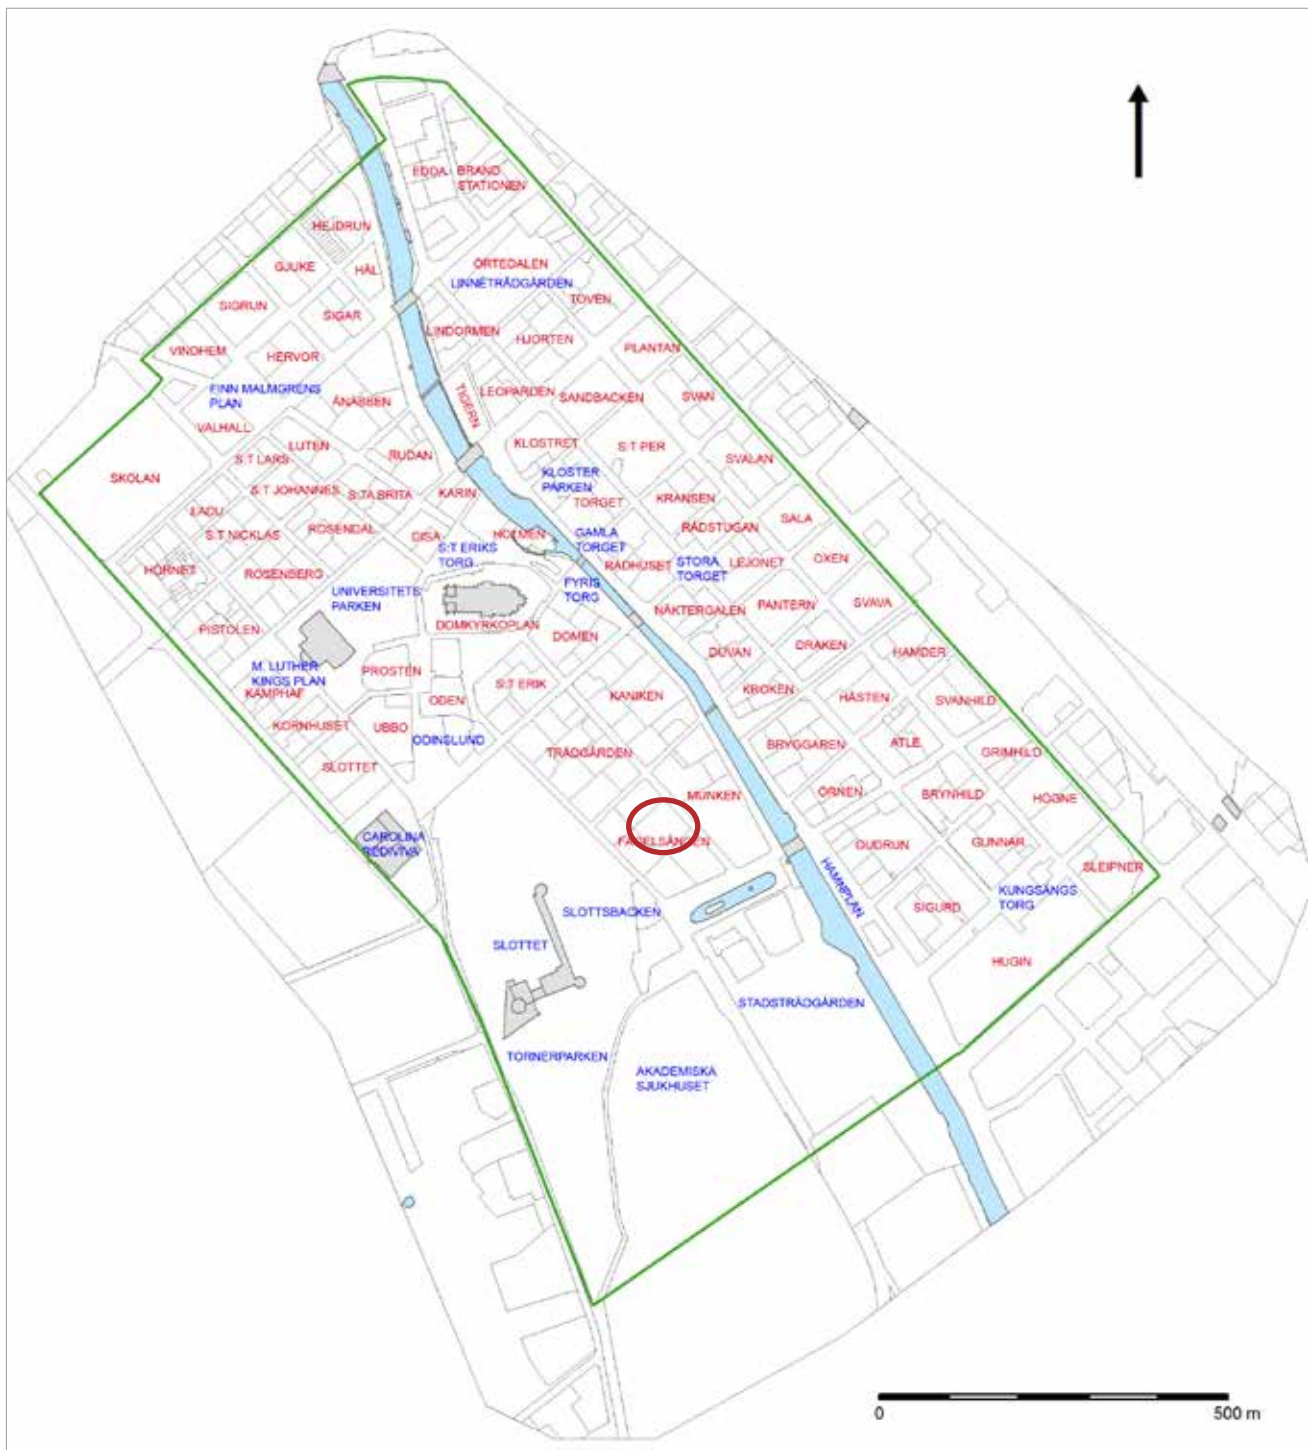 EDDA
BRAND
STATIONEN
HEJDRUN
GJUKE
HÄL
ÖRTEDALEN
LINNÉTRÄDGÅRDEN
TOVEN
SIGRUN
SIGAR
LINDORMEN
HJORTEN
PLANTAN
VINDHEM
HERVOR
FINN MALMGRENS
PLAN
ÅNÄBBEN
TIGERN
LEOPARDEN
SANDBACKEN
SVAN
VALHALL
LUTEN
RUDAN
KLOSTRET
S:T PER
SVALAN
S:T LARS
SKOLAN
S:T JOHANNES
S:TA BRITA
KARIN
KLOSTER
PARKEN
TORGET
KRANSEN
LADU
S:T NICKLAS
ROSENDAL
DISA
HOLMEN
GAMLA
TORGET
RÅDSTUGAN
SALA
S:T ERIKS
TORG
HORNET
ROSENBERG
UNIVERSITETS
PARKEN
FYRIS
TORG
RÅDHUSET
STORA
TORGET
LEJONET
OXEN
DOMKYRKOPLAN
DOMEN
NÄKTERGALEN
PANTERN
SVAVA
PISTOLEN
M. LUTHER
KINGS PLAN
PROSTEN
DUVAN
DRAKEN
HAMDER
KAMPHAF
ODEN
S:T ERIK
KANIKEN
KROKEN
HÄSTEN
SVANHILD
KORNHUSET
UBBO
ODINSLUND
TRÄDGÅRDEN
BRYGGAREN
ATLE
GRIMHILD
SLOTTET
MUNKEN
ÖRNEN
BRYNHILD
HÖGNE
CAROLINA
REDIVIVA
FÅGELSÅNGEN
GUDRUN
GUNNAR
SLEIPNER
HAMNPLAN
KUNGSÄNGS
TORG
SLOTTSBACKEN
SIGURD
SLOTTET
HUGIN
STADSTRÄDGÅRDEN
TORNERPARKEN
AKADEMISKA
SJUKHUSET
0 500 m